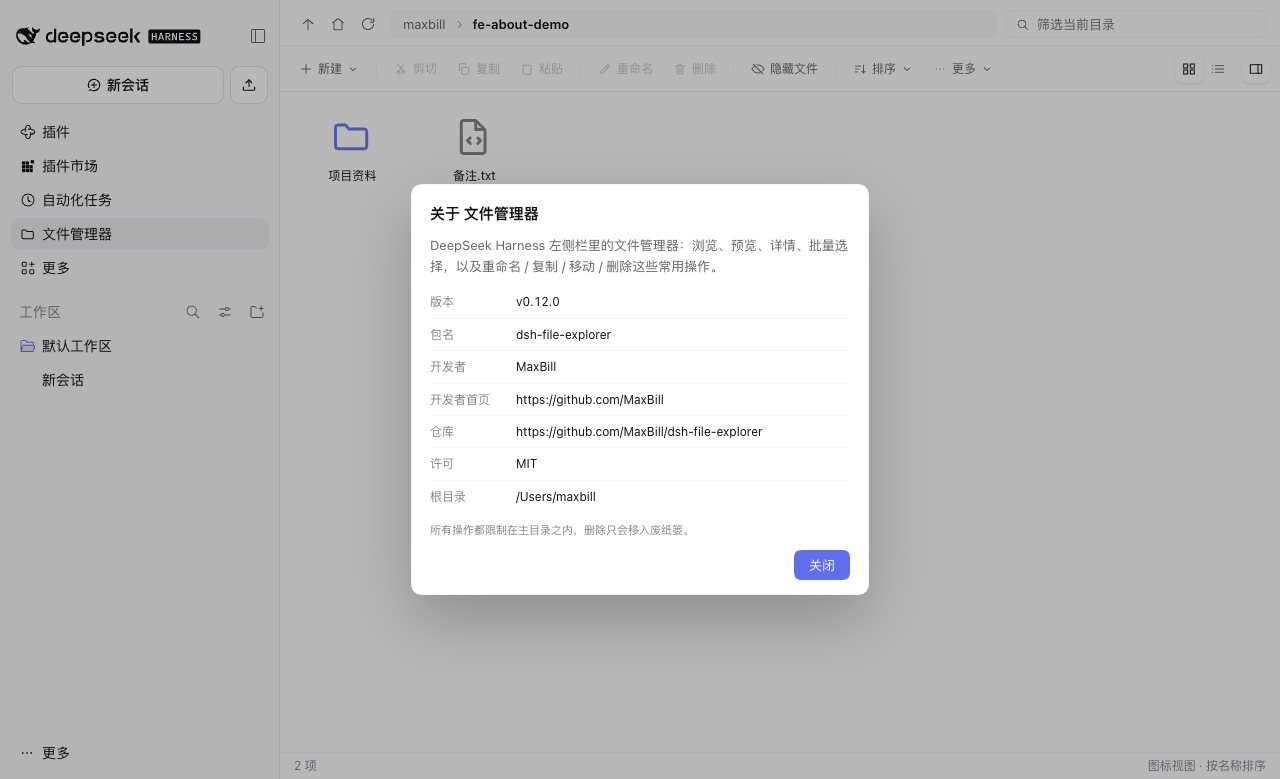 deepseek HARNESS
新会话
插件
插件市场
自动化任务
文件管理器
更多
工作区
默认工作区
新会话
更多
maxbill
fe-about-demo
筛选当前目录
新建
剪切
复制
粘贴
重命名
删除
隐藏文件
排序
更多
项目资料
备注.txt
关于 文件管理器
DeepSeek Harness 左侧栏里的文件管理器：浏览、预览、详情、批量选
择，以及重命名 / 复制 / 移动 / 删除这些常用操作。
版本 v0.12.0
包名 dsh-file-explorer
开发者 MaxBill
开发者首页 https://github.com/MaxBill
仓库 https://github.com/MaxBill/dsh-file-explorer
许可 MIT
根目录 /Users/maxbill
所有操作都限制在主目录之内，删除只会移入废纸篓。
关闭
2 项
图标视图 · 按名称排序